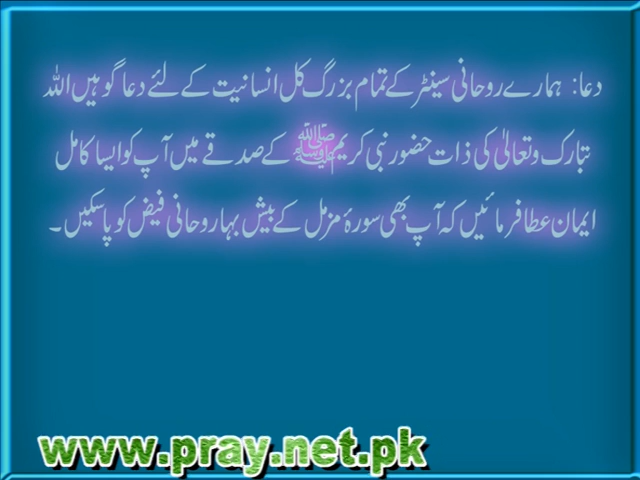 دعا: ہمارے روحانی سینٹر کے تمام بزرگ کل انسانیت کے لئے دعا گو ہیں اللہ
تبارک وتعالیٰ کی ذات حضور نبی کریم ﷺ کے صدقے میں آپ کو ایسا کامل
ایمان عطا فرمائیں کہ آپ بھی سورۂ مزمل کے بیش بہا روحانی فیض کو پا سکیں۔
www.pray.net.pk